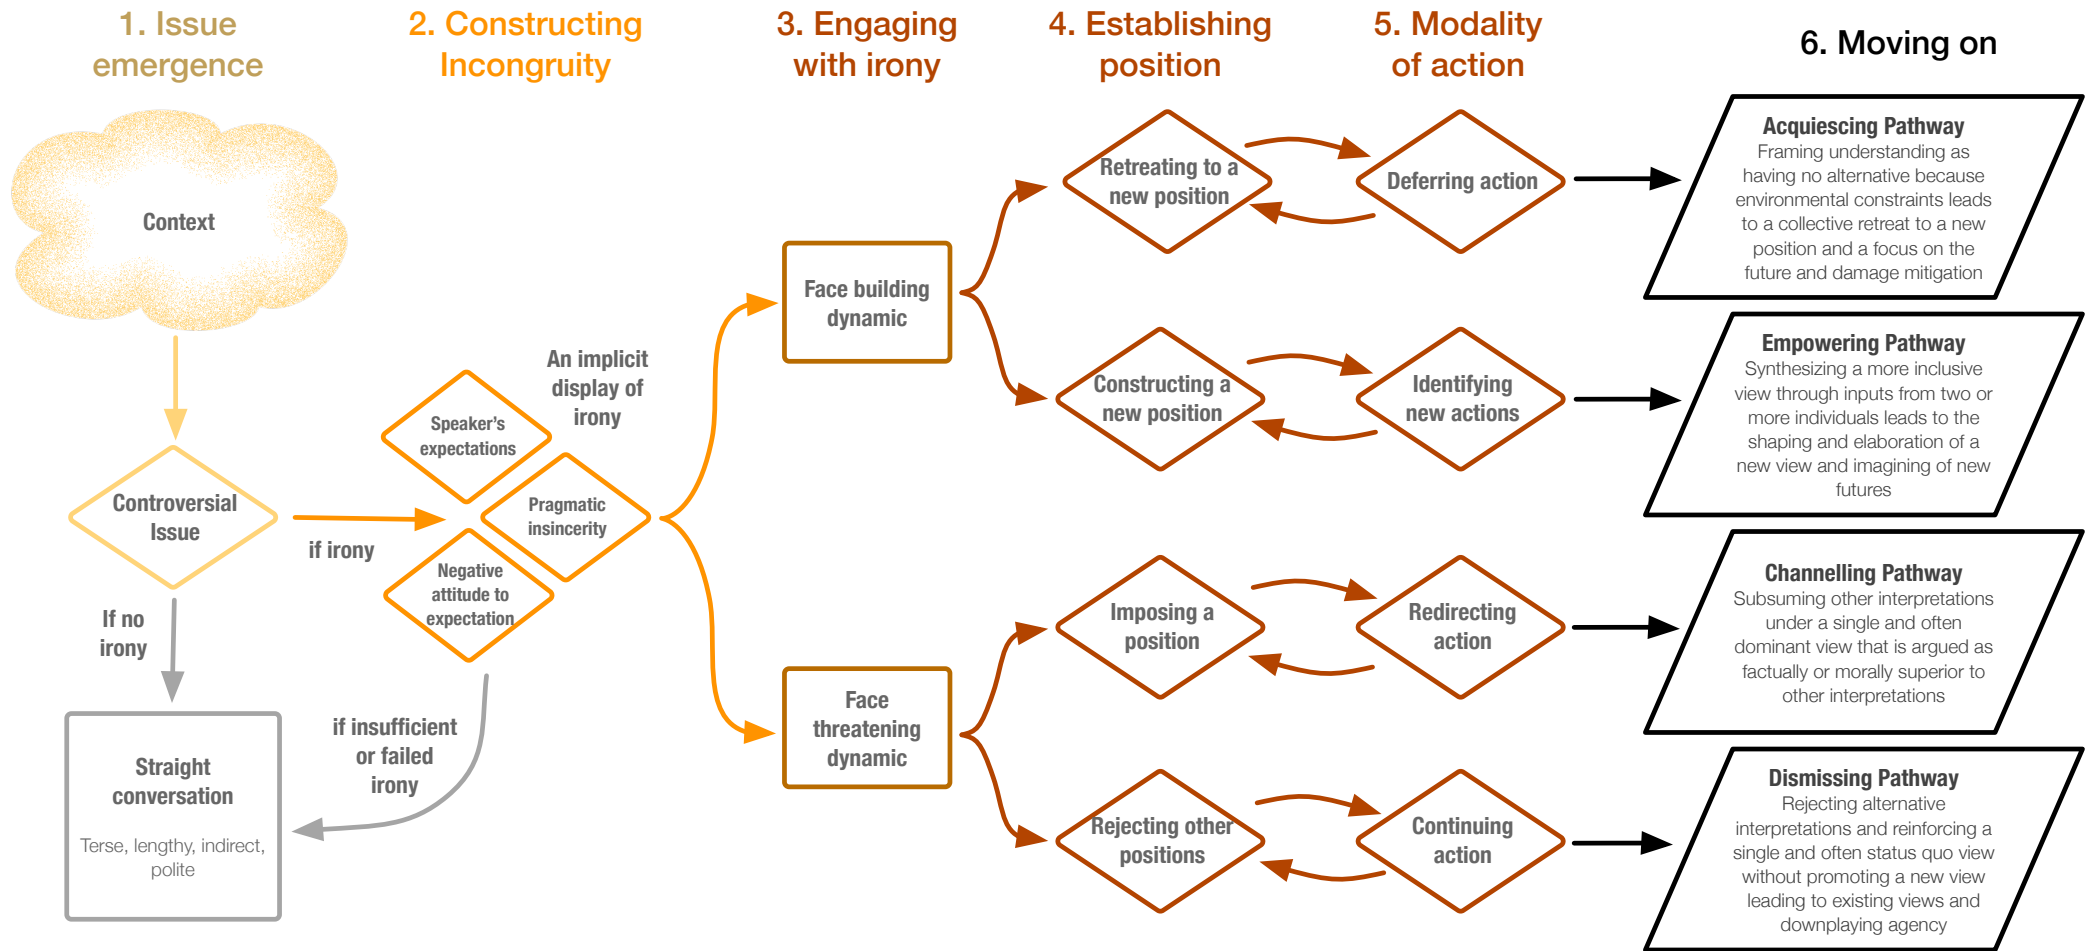 1. Issue
emergence
2. Constructing
Incongruity
3. Engaging
with irony
4. Establishing
position
5. Modality
of action
6. Moving on
Context
Controversial
Issue
If no
irony
if irony
Straight
conversation
Terse, lengthy, indirect,
polite
An implicit
display of
irony
Speaker's
expectations
Pragmatic
insincerity
Negative
attitude to
expectation
if insufficient
or failed
irony
Face building
dynamic
Face
threatening
dynamic
Retreating to a
new position
Deferring action
Constructing a
new position
Identifying
new actions
Imposing a
position
Redirecting
action
Rejecting other
positions
Continuing
action
Acquiescing Pathway
Framing understanding as
having no alternative because
environmental constraints leads
to a collective retreat to a new
position and a focus on the
future and damage mitigation
Empowering Pathway
Synthesizing a more inclusive
view through inputs from two or
more individuals leads to the
shaping and elaboration of a
new view and imagining of new
futures
Channelling Pathway
Subsuming other interpretations
under a single and often
dominant view that is argued as
factually or morally superior to
other interpretations
Dismissing Pathway
Rejecting alternative
interpretations and reinforcing a
single and often status quo view
without promoting a new view
leading to existing views and
downplaying agency